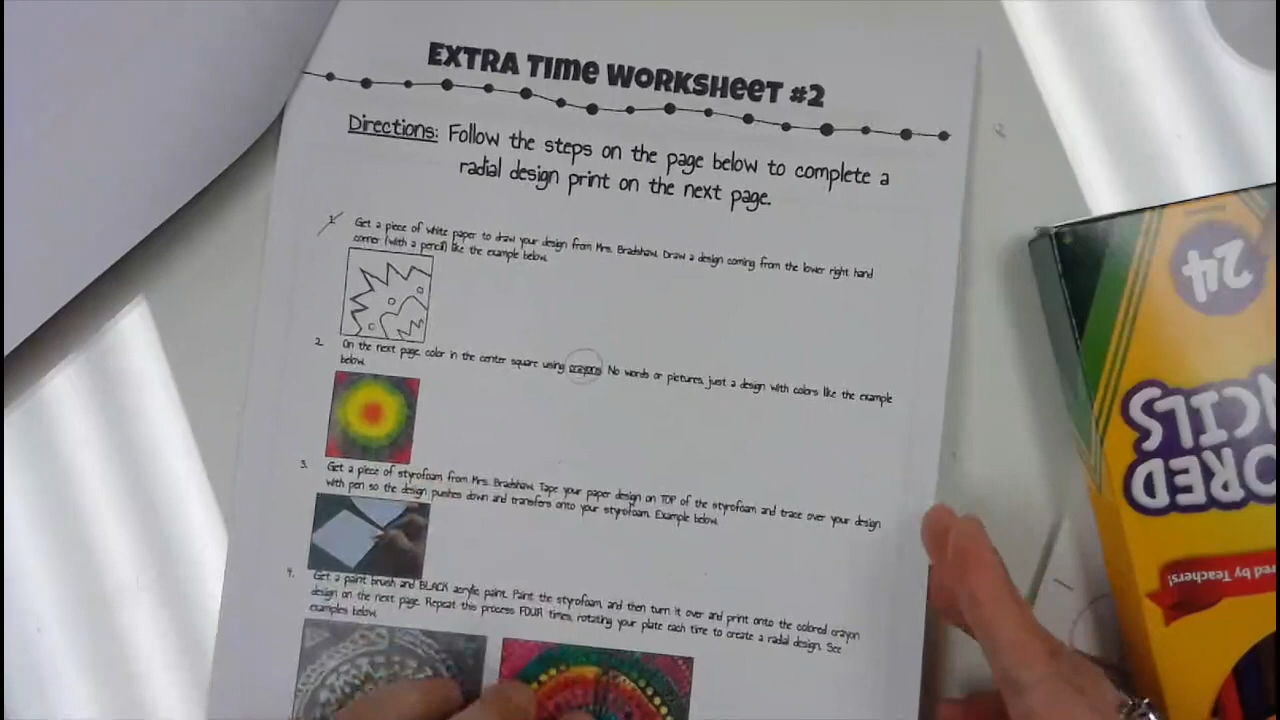 EXTRA TIME WORKSHEET #2
Directions: Follow the steps on the page below to complete a
radial design print on the next page.
1. Get a piece of white paper to draw your design from Mrs. Bradshaw. Draw a design coming from the lower right hand
corner (with a pencil) like the example below.
2. On the next page, color in the center square using crayons. No words or pictures, just a design with colors like the example
below.
3. Get a piece of styrofoam from Mrs. Bradshaw. Tape your paper design on TOP of the styrofoam and trace over your design
with pen so the design pushes down and transfers onto your styrofoam. Example below.
4. Get a paint brush and BLACK acrylic paint. Paint the styrofoam, and then turn it over and print onto the colored crayon
design on the next page. Repeat this process FOUR times, rotating your plate each time to create a radial design. See
examples below.
24
ORED
NCILS
red by Teachers!